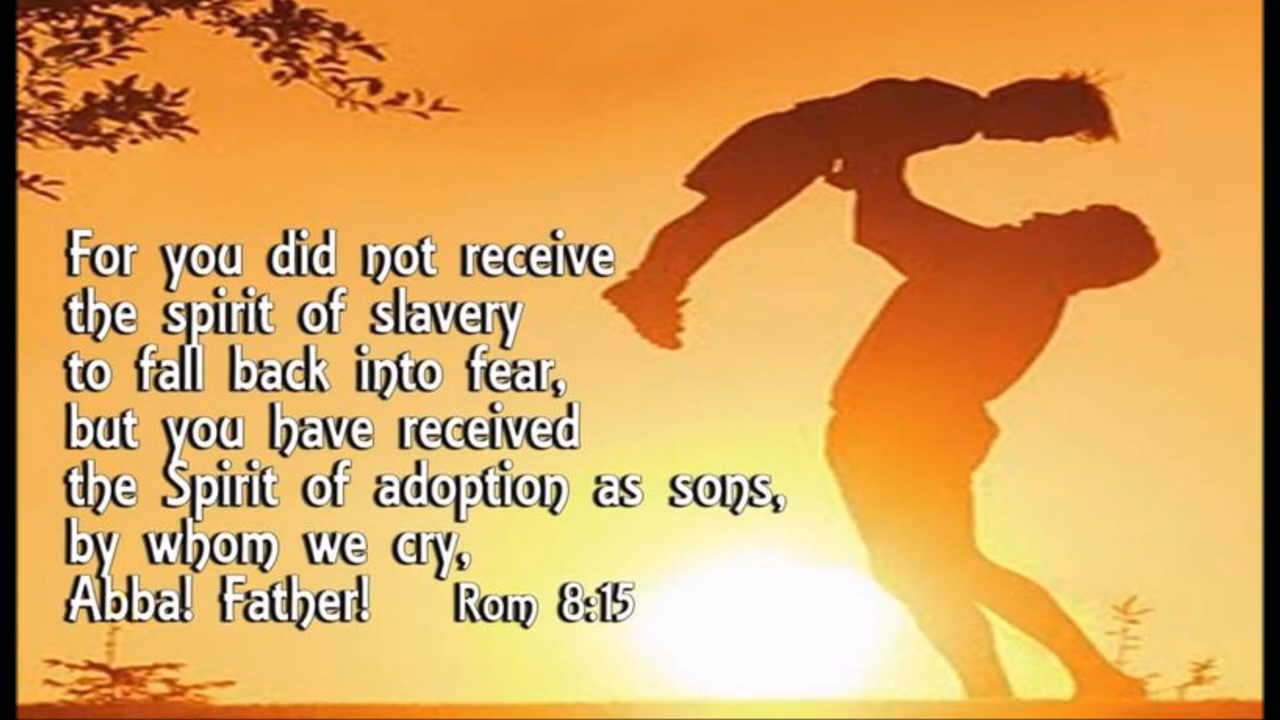 For you did not receive
the spirit of slavery
to fall back into fear,
but you have received
the Spirit of adoption as sons,
by whom we cry,
Abba! Father! Rom 8:15